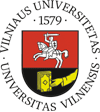 VILNIAUS UNIVERSITETAS
· 1579 ·
UNIVERSITAS VILNENSIS